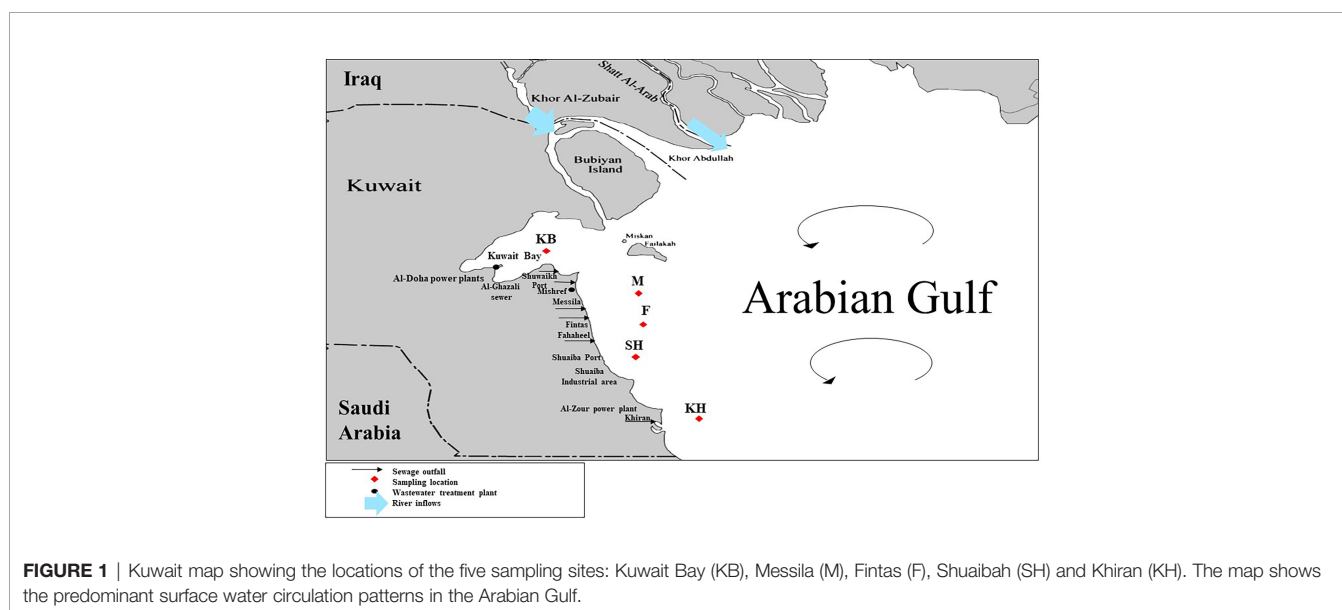 Iraq
Shatt Al-Arab
Khor Al-Zubair
Khor Abdullah
Bubiyan
Island
Kuwait
KB
Miskan
Failakah
Kuwait Bay
Al-Doha power plants
Al-Ghazali
sewer
Shuwaikh
Port
Mishref
Messila
M
Arabian Gulf
F
Fintas
Fahaheel
SH
Shuaiba Port
Shuaiba
Industrial area
Saudi
Arabia
Al-Zour power plant
Khiran
KH
Sewage outfall
Sampling location
Wastewater treatment plant
River inflows
FIGURE 1 | Kuwait map showing the locations of the five sampling sites: Kuwait Bay (KB), Messila (M), Fintas (F), Shuaibah (SH) and Khiran (KH). The map shows
the predominant surface water circulation patterns in the Arabian Gulf.